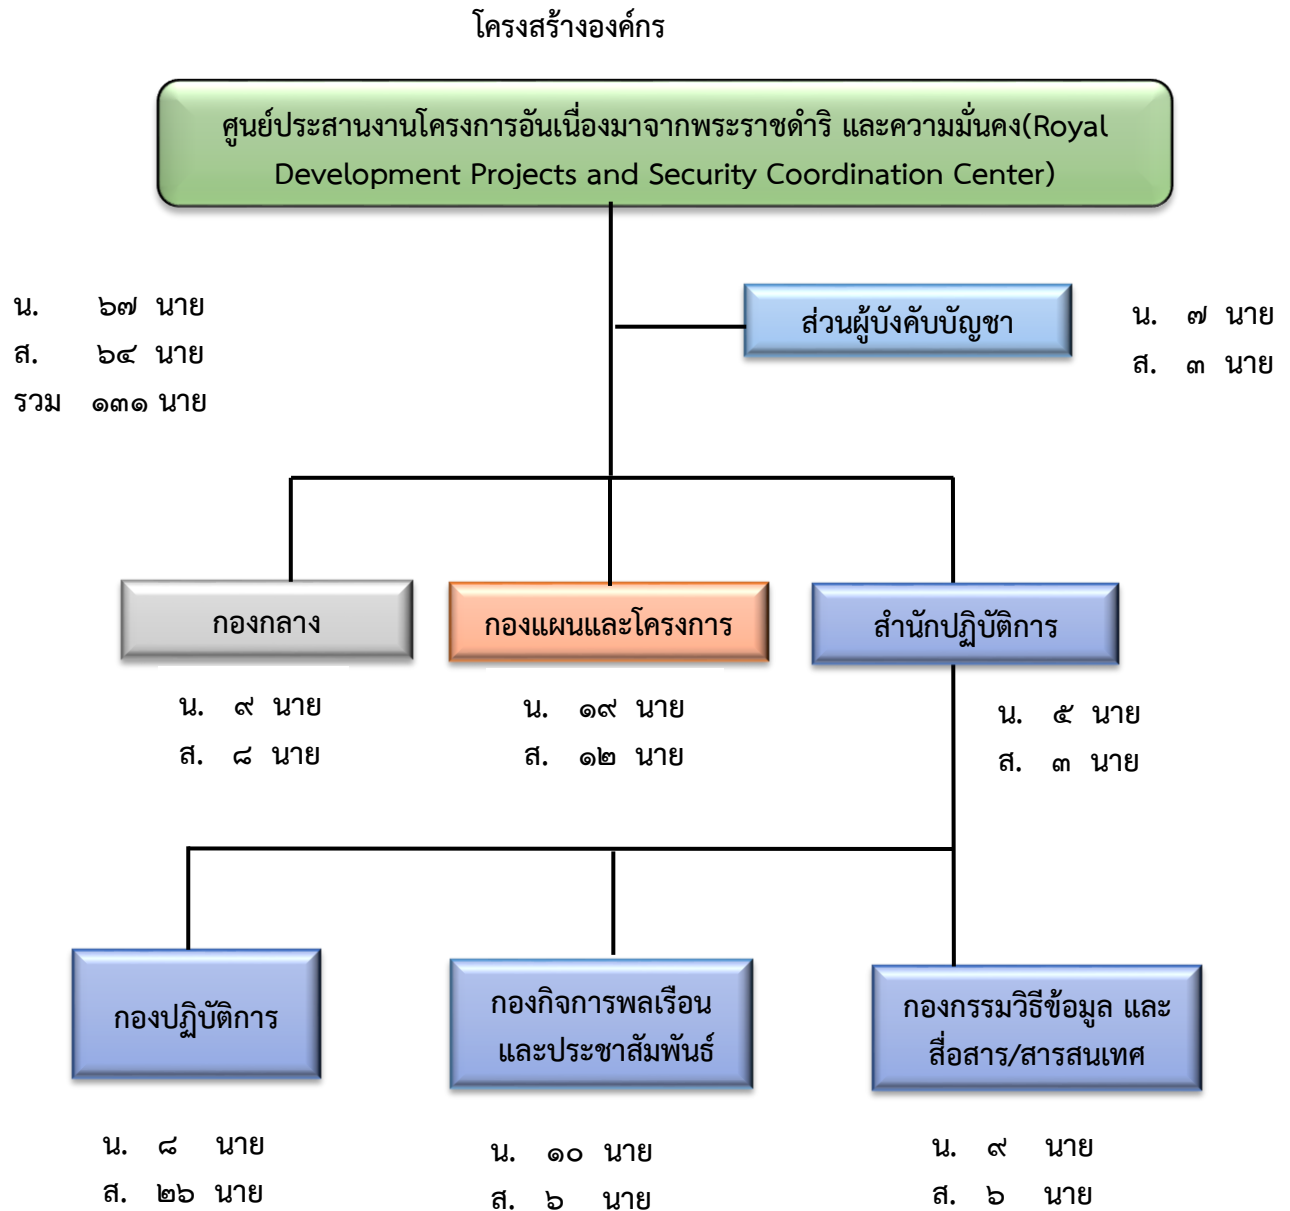 โครงสร้างองค์กร
ศูนย์ประสานงานโครงการอันเนื่องมาจากพระราชดำริ และความมั่นคง(Royal
Development Projects and Security Coordination Center)
น. ๖๗ นาย
ส. ๖๔ นาย
รวม ๑๓๑ นาย
ส่วนผู้บังคับบัญชา
น. ๗ นาย
ส. ๓ นาย
กองกลาง
น. ๙ นาย
ส. ๘ นาย
กองแผนและโครงการ
น. ๑๙ นาย
ส. ๑๒ นาย
สำนักปฏิบัติการ
น. ๕ นาย
ส. ๓ นาย
กองปฏิบัติการ
น. ๘ นาย
ส. ๒๖ นาย
กองกิจการพลเรือน
และประชาสัมพันธ์
น. ๑๐ นาย
ส. ๖ นาย
กองกรรมวิธีข้อมูล และ
สื่อสาร/สารสนเทศ
น. ๙ นาย
ส. ๖ นาย